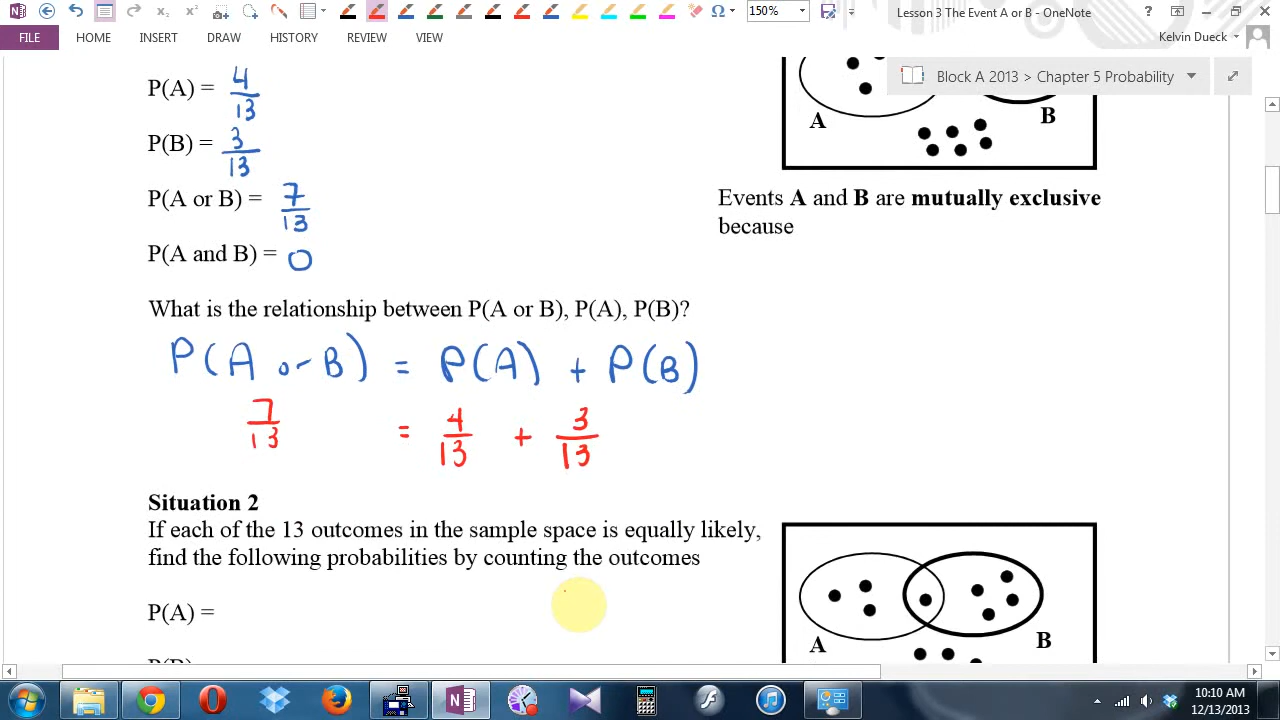 150%
Lesson 3 The Event A or B - OneNote
?
FILE
HOME
INSERT
DRAW
HISTORY
REVIEW
VIEW
Kelvin Dueck
Block A 2013 > Chapter 5 Probability
P(A) = 4/13
P(B) = 3/13
P(A or B) = 7/13
P(A and B) = 0
A
B
Events A and B are mutually exclusive
because
What is the relationship between P(A or B), P(A), P(B)?
P(A or B) = P(A) + P(B)
7/13 = 4/13 + 3/13
Situation 2
If each of the 13 outcomes in the sample space is equally likely,
find the following probabilities by counting the outcomes
P(A) =
A
B
10:10 AM
12/13/2013